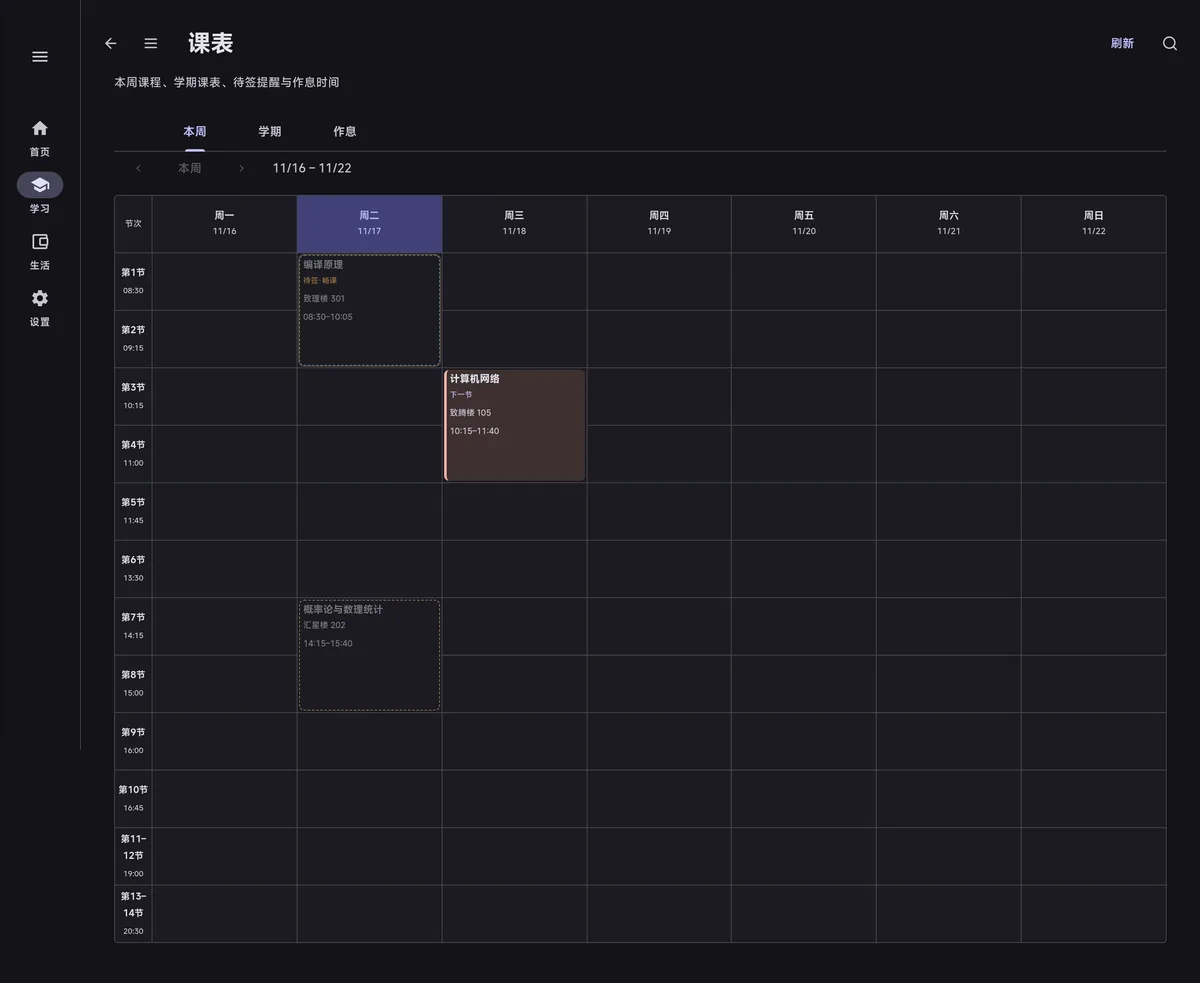 课表
刷新
本周课程、学期课表、待签提醒与作息时间
首页
学习
生活
设置
本周
学期
作息
本周
11/16 – 11/22
节次
周一
11/16
周二
11/17
周三
11/18
周四
11/19
周五
11/20
周六
11/21
周日
11/22
第1节
08:30
编译原理
待签·畅课
致理楼 301
08:30–10:05
第2节
09:15
第3节
10:15
计算机网络
下一节
致腾楼 105
10:15–11:40
第4节
11:00
第5节
11:45
第6节
13:30
第7节
14:15
概率论与数理统计
汇星楼 202
14:15–15:40
第8节
15:00
第9节
16:00
第10节
16:45
第11–
12节
19:00
第13–
14节
20:30